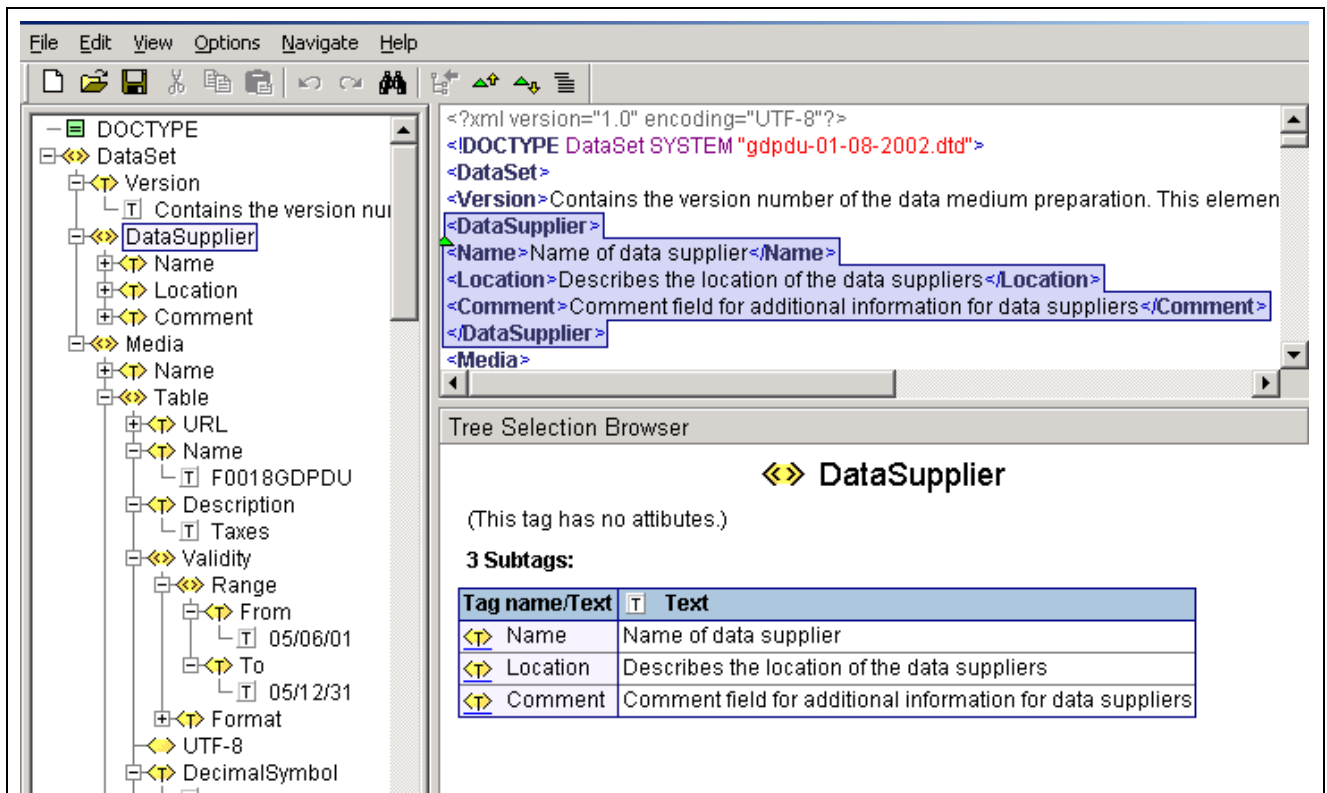 File Edit View Options Navigate Help
DOCTYPE
DataSet
Version
T Contains the version nu
DataSupplier
Name
Location
Comment
Media
Name
Table
URL
Name
T F0018GDPDU
Description
T Taxes
Validity
Range
From
T 05/06/01
To
T 05/12/31
Format
UTF-8
DecimalSymbol
<?xml version="1.0" encoding="UTF-8"?>
<!DOCTYPE DataSet SYSTEM "gdpdu-01-08-2002.dtd">
<DataSet>
<Version>Contains the version number of the data medium preparation. This elemen
<DataSupplier>
<Name>Name of data supplier</Name>
<Location>Describes the location of the data suppliers</Location>
<Comment>Comment field for additional information for data suppliers</Comment>
</DataSupplier>
<Media>
Tree Selection Browser
DataSupplier
(This tag has no attibutes.)
3 Subtags:
Tag name/Text T Text
T Name Name of data supplier
T Location Describes the location of the data suppliers
T Comment Comment field for additional information for data suppliers